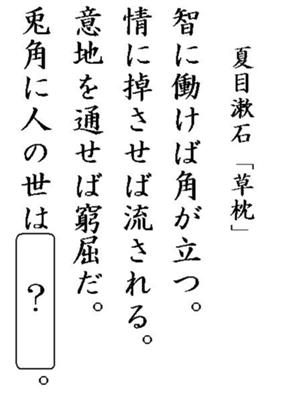 夏目漱石「草枕」
智に働けば角が立つ。
情に掉させば流される。
意地を通せば窮屈だ。
兎角に人の世は？。